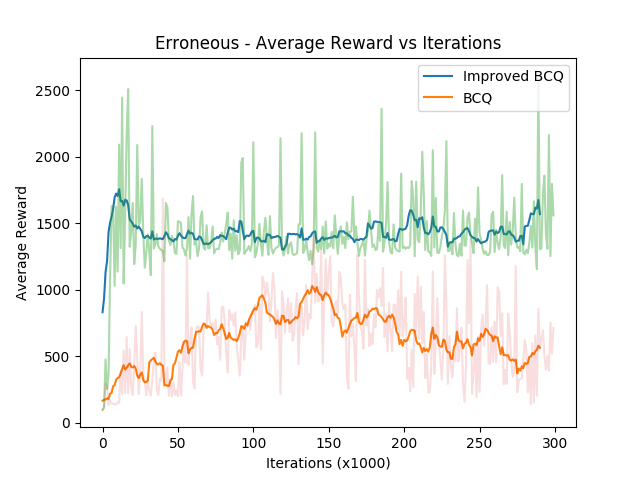 Erroneous - Average Reward vs Iterations
Improved BCQ
BCQ
2500
2000
1500
1000
500
0
Average Reward
0 50 100 150 200 250 300
Iterations (x1000)